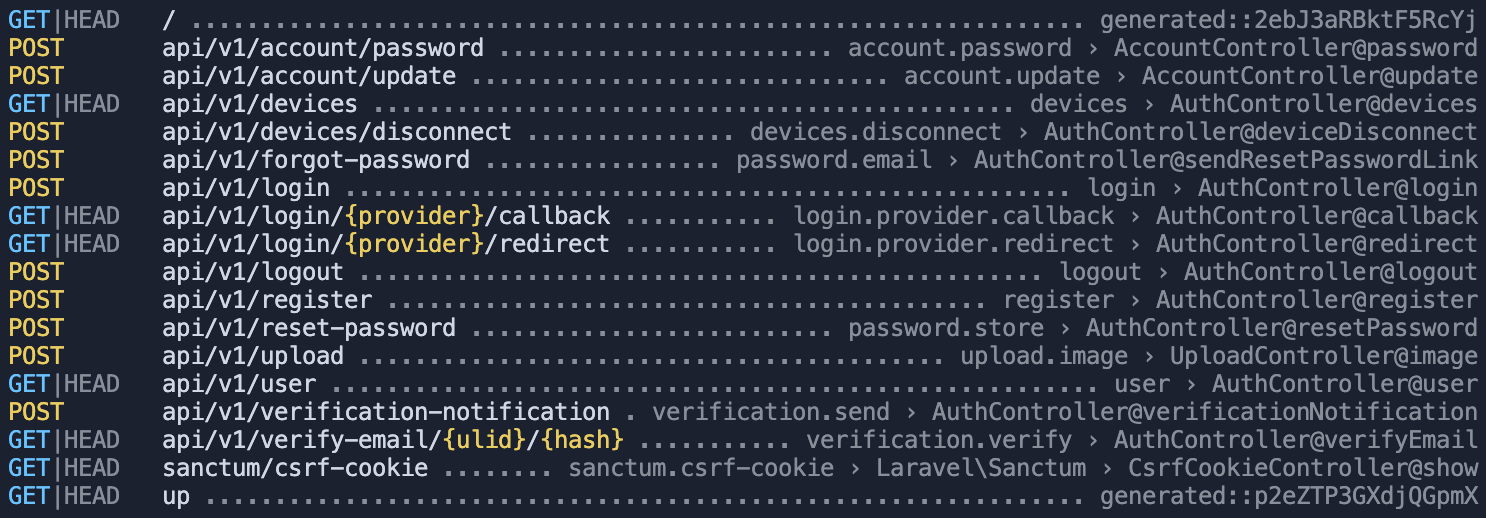 GET|HEAD / ................................................................ generated::2ebJ3aRBktF5RcYj
POST api/v1/account/password ........................ account.password › AccountController@password
POST api/v1/account/update .............................. account.update › AccountController@update
GET|HEAD api/v1/devices .............................................. devices › AuthController@devices
POST api/v1/devices/disconnect ............... devices.disconnect › AuthController@deviceDisconnect
POST api/v1/forgot-password ................. password.email › AuthController@sendResetPasswordLink
POST api/v1/login .................................................... login › AuthController@login
GET|HEAD api/v1/login/{provider}/callback ........... login.provider.callback › AuthController@callback
GET|HEAD api/v1/login/{provider}/redirect ........... login.provider.redirect › AuthController@redirect
POST api/v1/logout ................................................. logout › AuthController@logout
POST api/v1/register ........................................... register › AuthController@register
POST api/v1/reset-password .......................... password.store › AuthController@resetPassword
POST api/v1/upload .......................................... upload.image › UploadController@image
GET|HEAD api/v1/user ....................................................... user › AuthController@user
POST api/v1/verification-notification . verification.send › AuthController@verificationNotification
GET|HEAD api/v1/verify-email/{ulid}/{hash} ........... verification.verify › AuthController@verifyEmail
GET|HEAD sanctum/csrf-cookie ........ sanctum.csrf-cookie › Laravel\Sanctum › CsrfCookieController@show
GET|HEAD up ............................................................... generated::p2eZTP3GXdjQGpmX